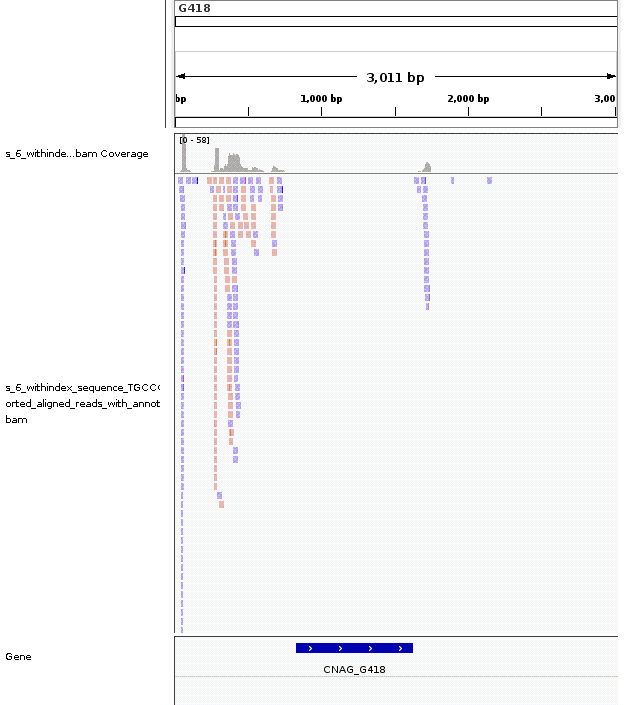 G418
3,011 bp
bp
1,000 bp
2,000 bp
3,00
[0 - 58]
s_6_withinde...bam Coverage
s_6_withindex_sequence_TGCC
orted_aligned_reads_with_annot
bam
Gene
CNAG_G418